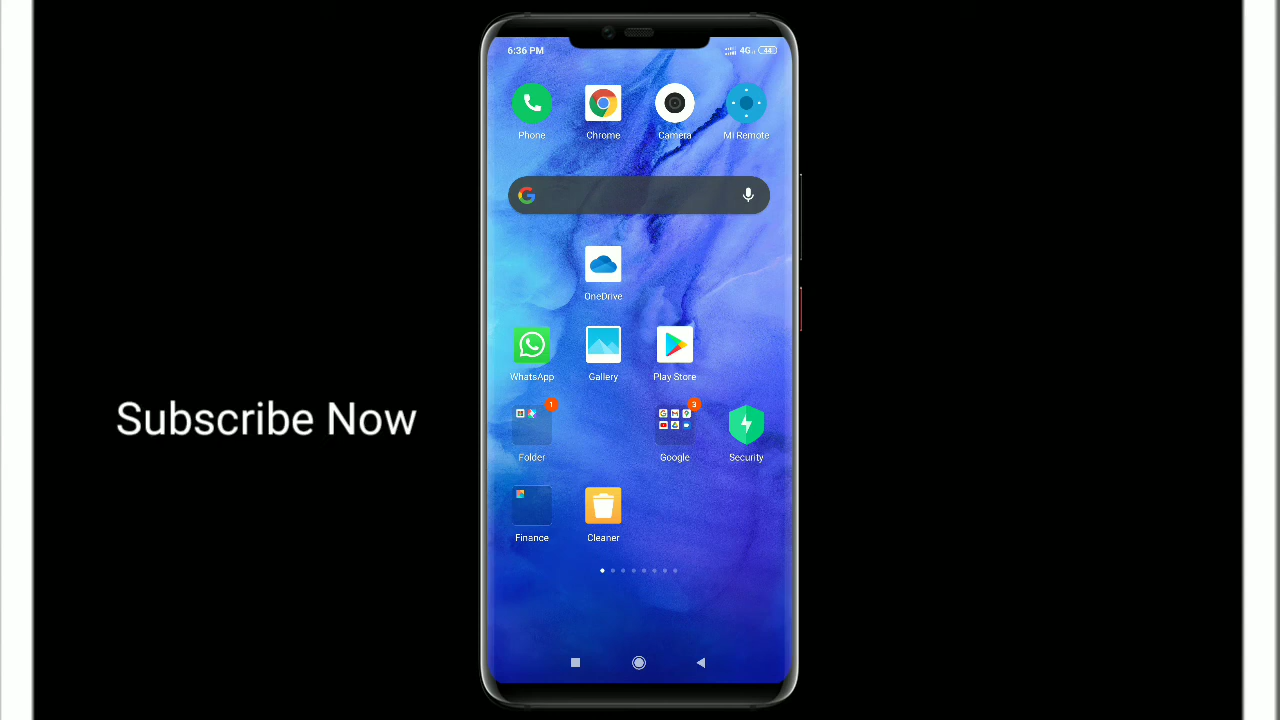 6:36 PM
4G
44
Phone
Chrome
Camera
Mi Remote
OneDrive
WhatsApp
Gallery
Play Store
1
3
Folder
Google
Security
Finance
Cleaner
Subscribe Now